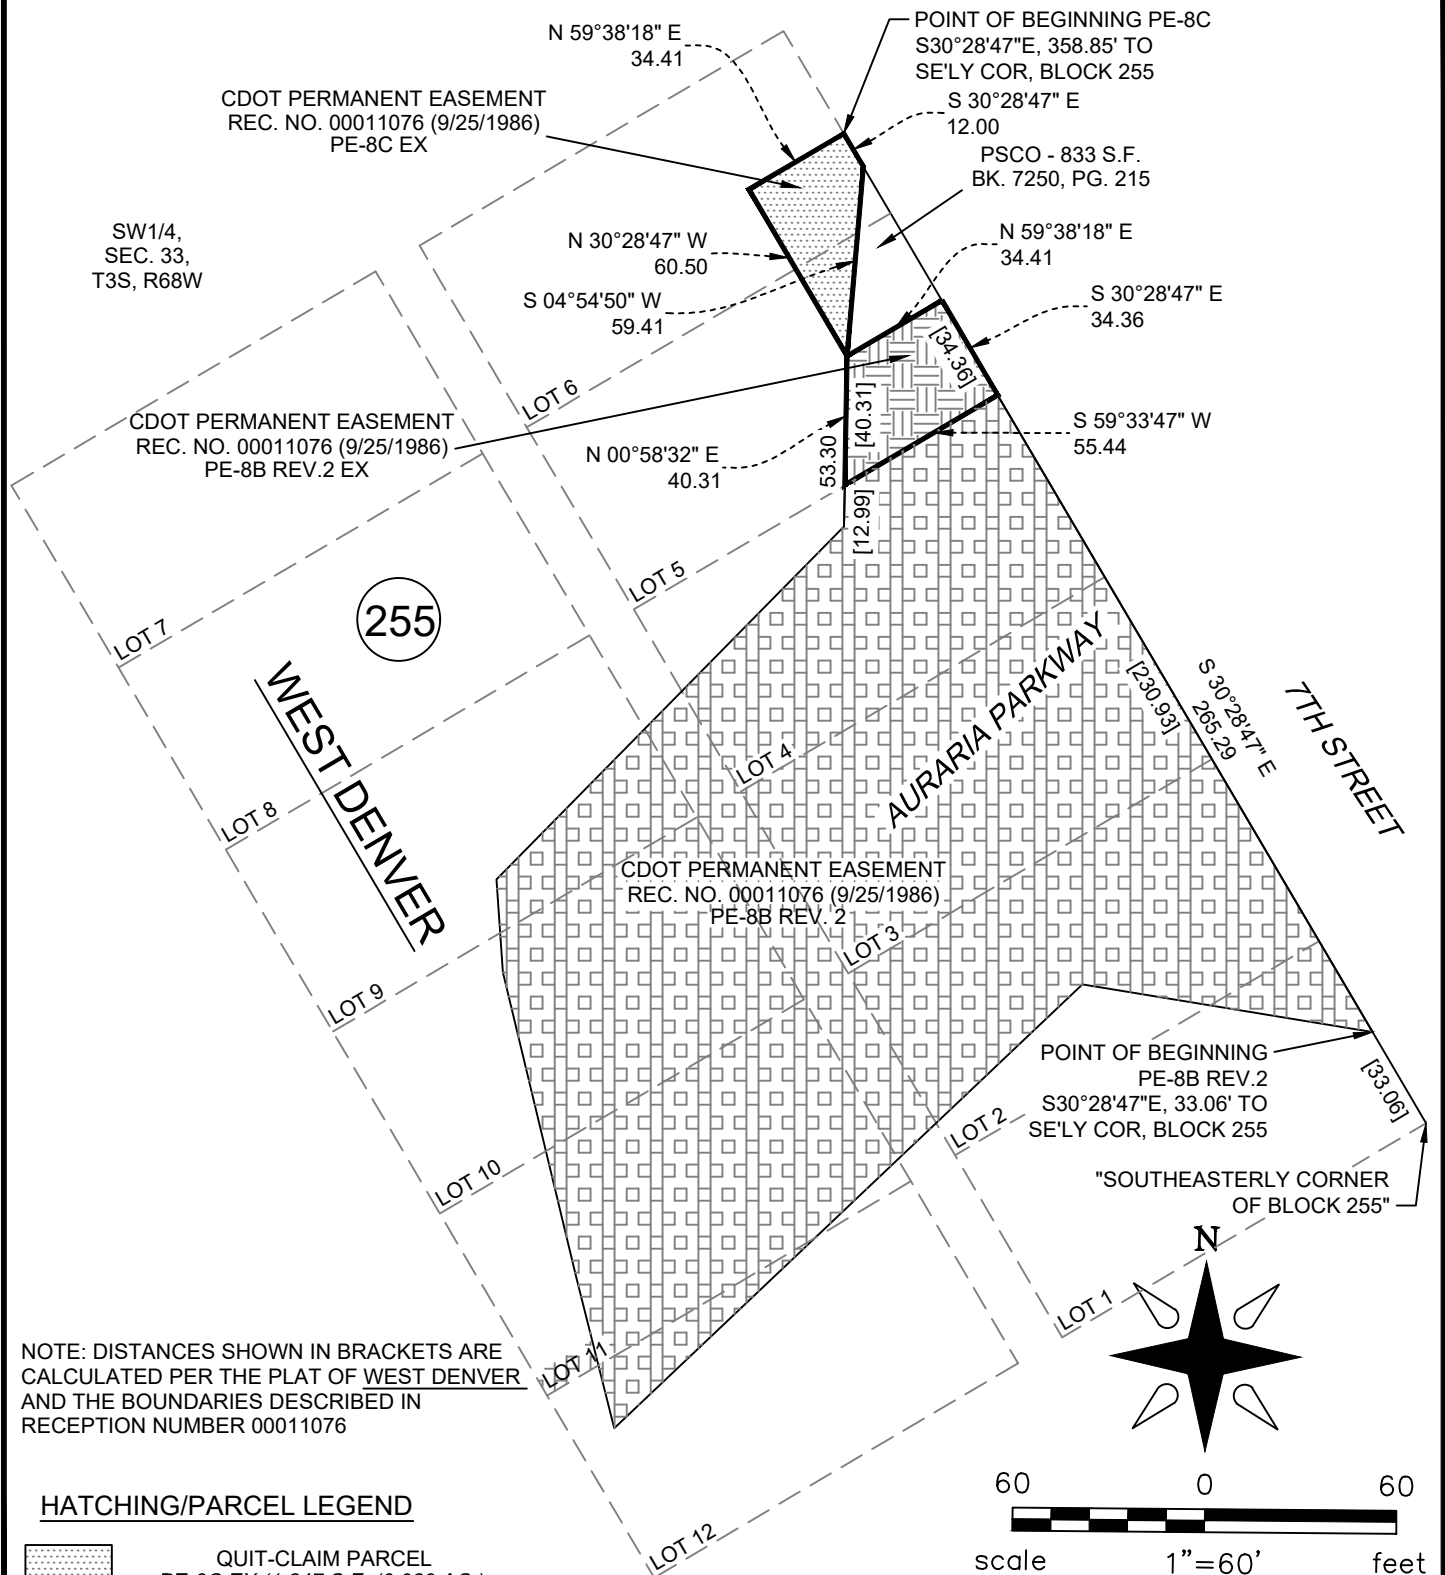 N 59°38'18" E
34.41
POINT OF BEGINNING PE-8C
S30°28'47"E, 358.85' TO
SE'LY COR, BLOCK 255
CDOT PERMANENT EASEMENT
REC. NO. 00011076 (9/25/1986)
PE-8C EX
S 30°28'47" E
12.00
PSCO - 833 S.F.
BK. 7250, PG. 215
SW1/4,
SEC. 33,
T3S, R68W
N 30°28'47" W
60.50
N 59°38'18" E
34.41
S 04°54'50" W
59.41
S 30°28'47" E
34.36
[34.36]
LOT 6
CDOT PERMANENT EASEMENT
REC. NO. 00011076 (9/25/1986)
PE-8B REV.2 EX
[40.31]
S 59°33'47" W
55.44
N 00°58'32" E
40.31
53.30
[12.99]
LOT 5
255
LOT 7
WEST DENVER
AURARIA PARKWAY
[230.93]
S 30°28'47" E
265.29
7TH STREET
LOT 4
LOT 8
CDOT PERMANENT EASEMENT
REC. NO. 00011076 (9/25/1986)
PE-8B REV. 2
LOT 3
LOT 9
POINT OF BEGINNING
PE-8B REV.2
S30°28'47"E, 33.06' TO
SE'LY COR, BLOCK 255
[33.06]
LOT 2
LOT 10
"SOUTHEASTERLY CORNER
OF BLOCK 255"
N
LOT 1
NOTE: DISTANCES SHOWN IN BRACKETS ARE
CALCULATED PER THE PLAT OF WEST DENVER
AND THE BOUNDARIES DESCRIBED IN
RECEPTION NUMBER 00011076
LOT 11
HATCHING/PARCEL LEGEND
60 0 60
scale 1"=60' feet
LOT 12
QUIT-CLAIM PARCEL